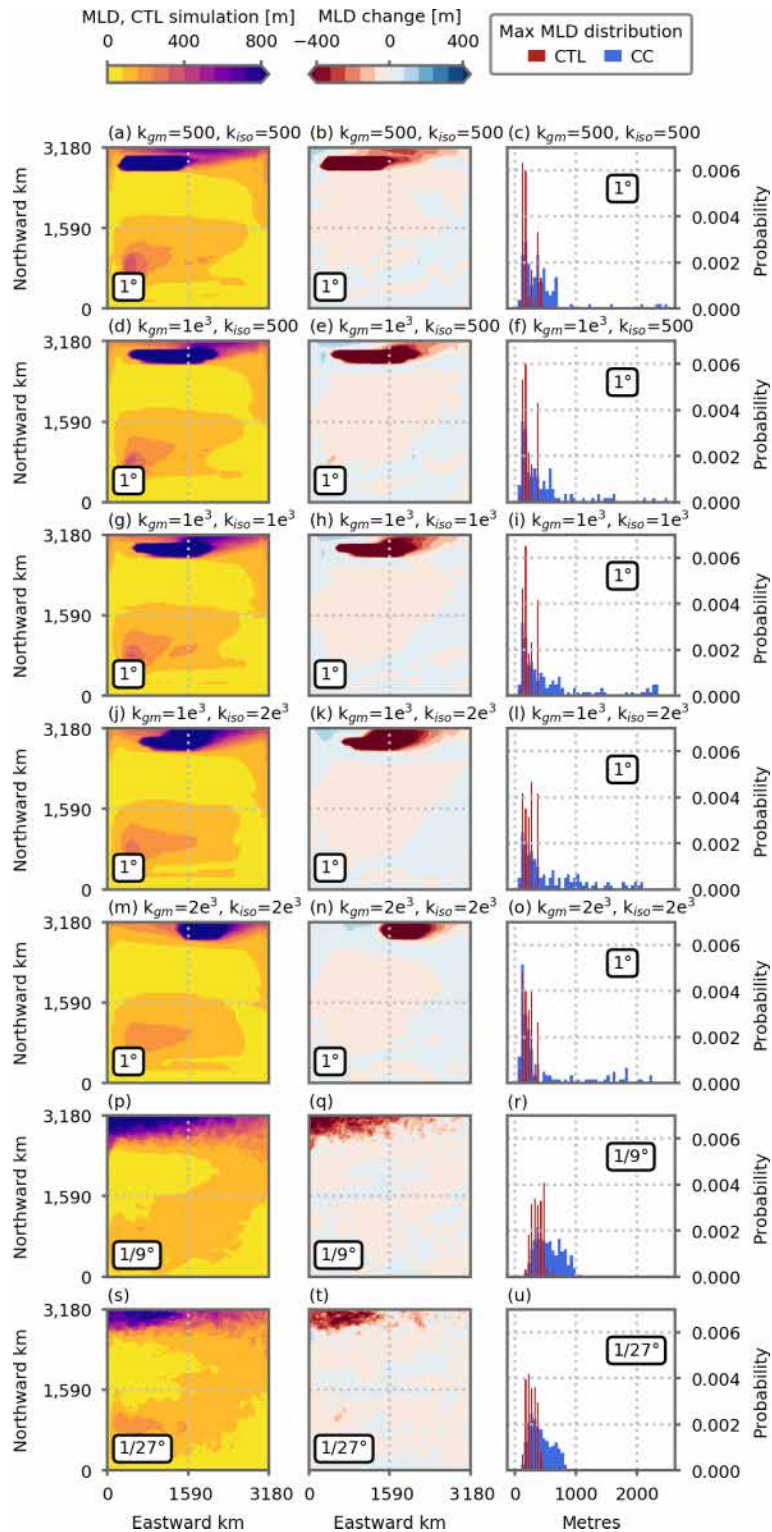 MLD, CTL simulation [m]
MLD change [m]
Max MLD distribution
0 400 800
−400 0 400
CTL CC
(a) k_gm=500, k_iso=500
(b) k_gm=500, k_iso=500
(c) k_gm=500, k_iso=500
3,180
1,590
0
Northward km
1°
1°
1°
0.006
0.004
0.002
0.000
Probability
(d) k_gm=1e³, k_iso=500
(e) k_gm=1e³, k_iso=500
(f) k_gm=1e³, k_iso=500
3,180
1,590
0
Northward km
1°
1°
1°
0.006
0.004
0.002
0.000
Probability
(g) k_gm=1e³, k_iso=1e³
(h) k_gm=1e³, k_iso=1e³
(i) k_gm=1e³, k_iso=1e³
3,180
1,590
0
Northward km
1°
1°
1°
0.006
0.004
0.002
0.000
Probability
(j) k_gm=1e³, k_iso=2e³
(k) k_gm=1e³, k_iso=2e³
(l) k_gm=1e³, k_iso=2e³
3,180
1,590
0
Northward km
1°
1°
1°
0.006
0.004
0.002
0.000
Probability
(m) k_gm=2e³, k_iso=2e³
(n) k_gm=2e³, k_iso=2e³
(o) k_gm=2e³, k_iso=2e³
3,180
1,590
0
Northward km
1°
1°
1°
0.006
0.004
0.002
0.000
Probability
(p)
(q)
(r)
3,180
1,590
0
Northward km
1/9°
1/9°
1/9°
0.006
0.004
0.002
0.000
Probability
(s)
(t)
(u)
3,180
1,590
0
Northward km
1/27°
1/27°
1/27°
0.006
0.004
0.002
0.000
Probability
0 1590 3180
0 1590 3180
0 1000 2000
Eastward km
Eastward km
Metres